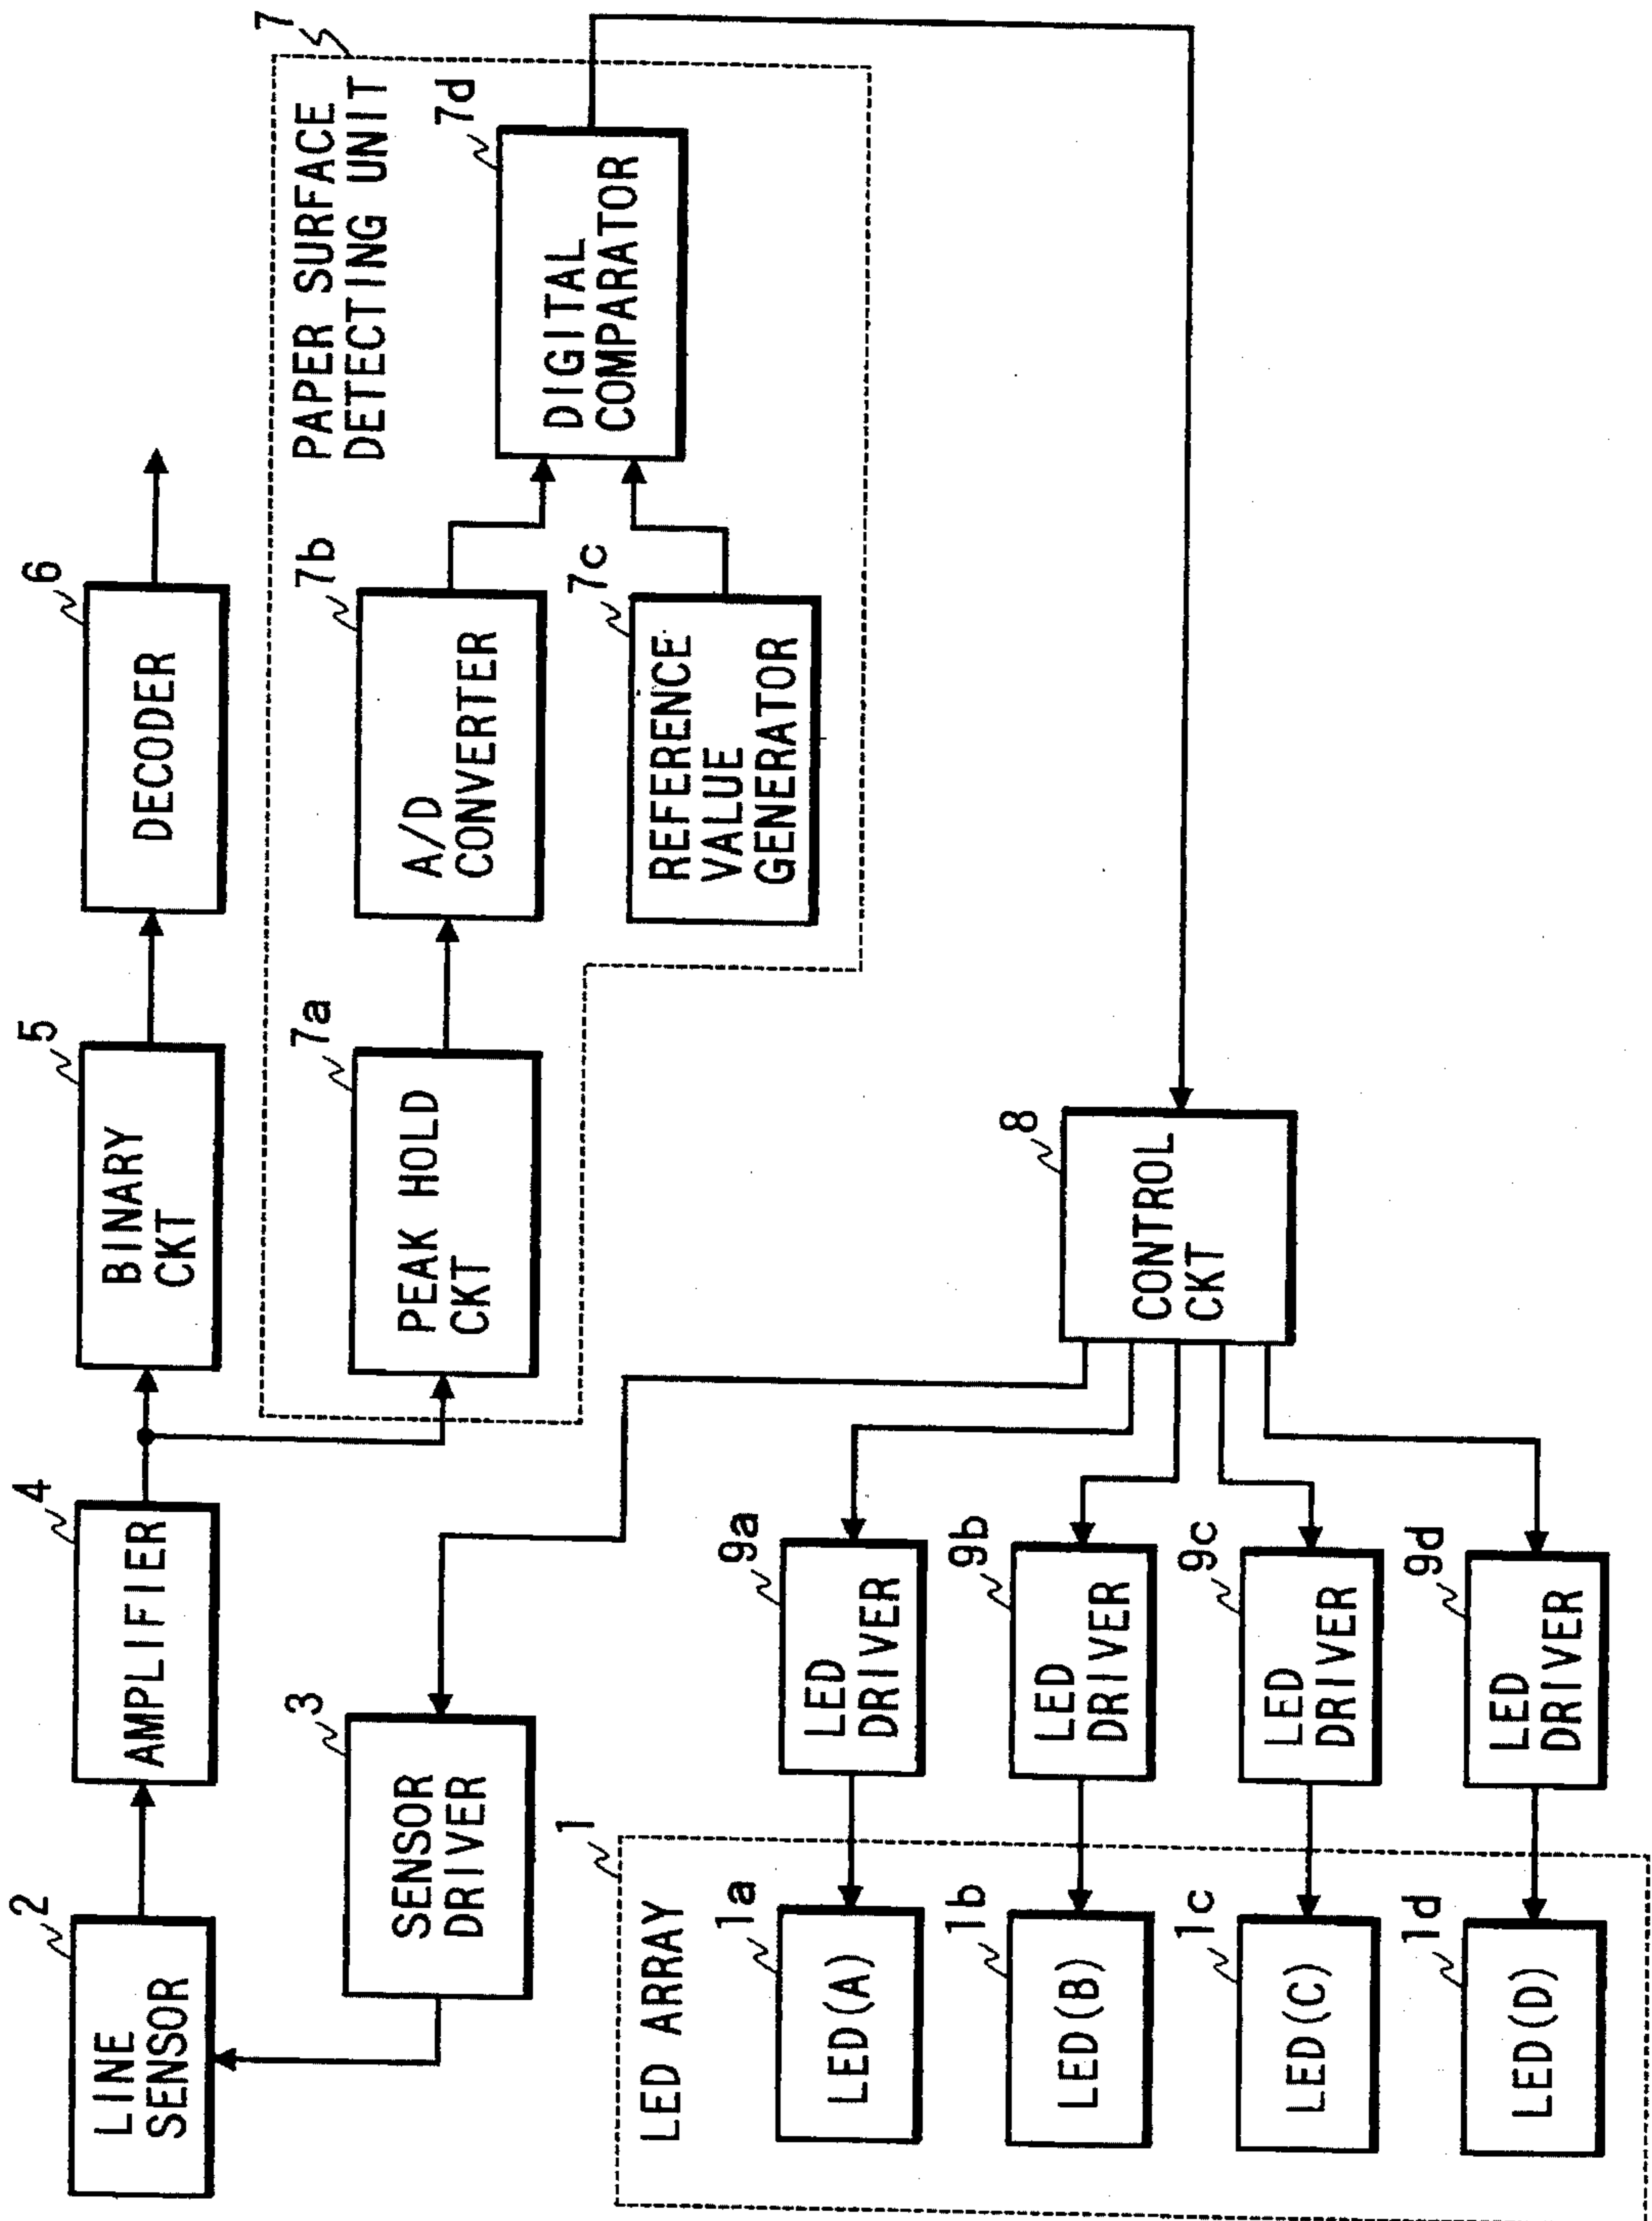 2
LINE
SENSOR
4
AMPLIFIER
5
BINARY
CKT
6
DECODER
3
SENSOR
DRIVER
7
PAPER SURFACE
DETECTING UNIT
7a
PEAK HOLD
CKT
7b
A/D
CONVERTER
7c
REFERENCE
VALUE
GENERATOR
7d
DIGITAL
COMPARATOR
8
CONTROL
CKT
1
LED ARRAY
1a
LED(A)
9a
LED
DRIVER
1b
LED(B)
9b
LED
DRIVER
1c
LED(C)
9c
LED
DRIVER
1d
LED(D)
9d
LED
DRIVER